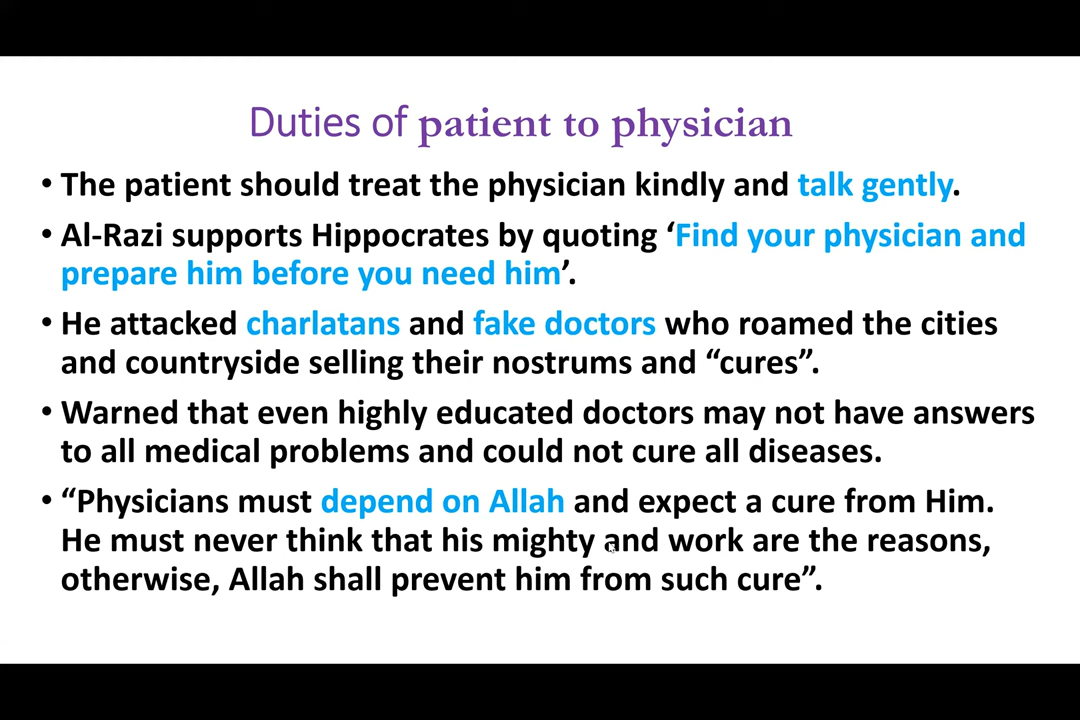 Duties of patient to physician
• The patient should treat the physician kindly and talk gently.
• Al-Razi supports Hippocrates by quoting ‘Find your physician and
prepare him before you need him’.
• He attacked charlatans and fake doctors who roamed the cities
and countryside selling their nostrums and “cures”.
• Warned that even highly educated doctors may not have answers
to all medical problems and could not cure all diseases.
• “Physicians must depend on Allah and expect a cure from Him.
He must never think that his mighty and work are the reasons,
otherwise, Allah shall prevent him from such cure”.